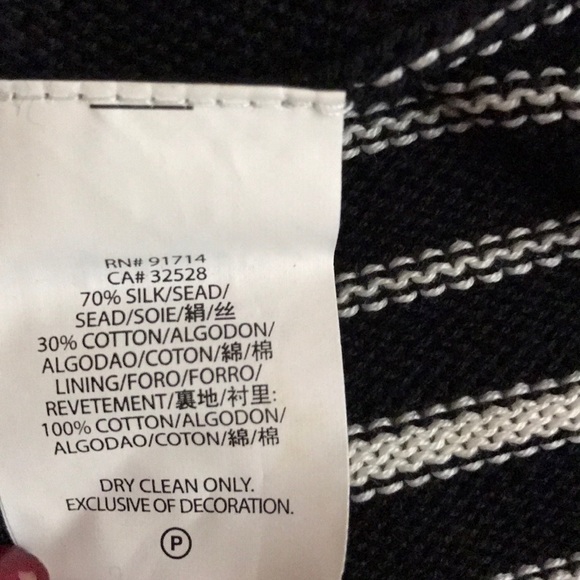 RN# 91714
CA# 32528
70% SILK/SEAD/
SEAD/SOIE/絹/丝
30% COTTON/ALGODON/
ALGODAO/COTON/綿/棉
LINING/FORO/FORRO/
REVETEMENT/裏地/衬里:
100% COTTON/ALGODON/
ALGODAO/COTON/綿/棉
DRY CLEAN ONLY.
EXCLUSIVE OF DECORATION.
P